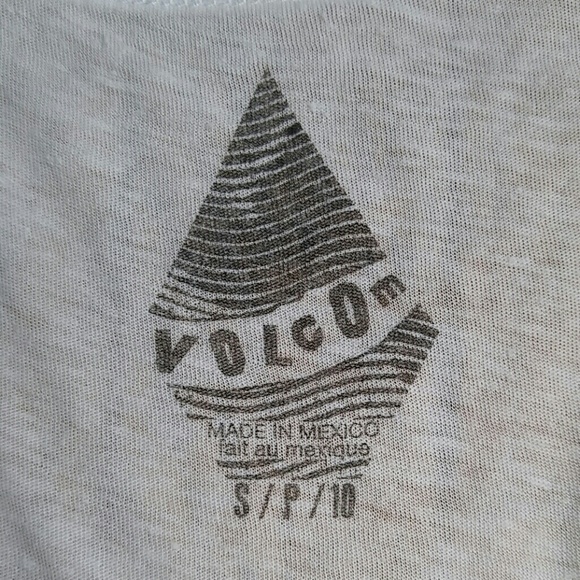 VOLCOm
MADE IN MEXICO
fait au mexique
S/P/10